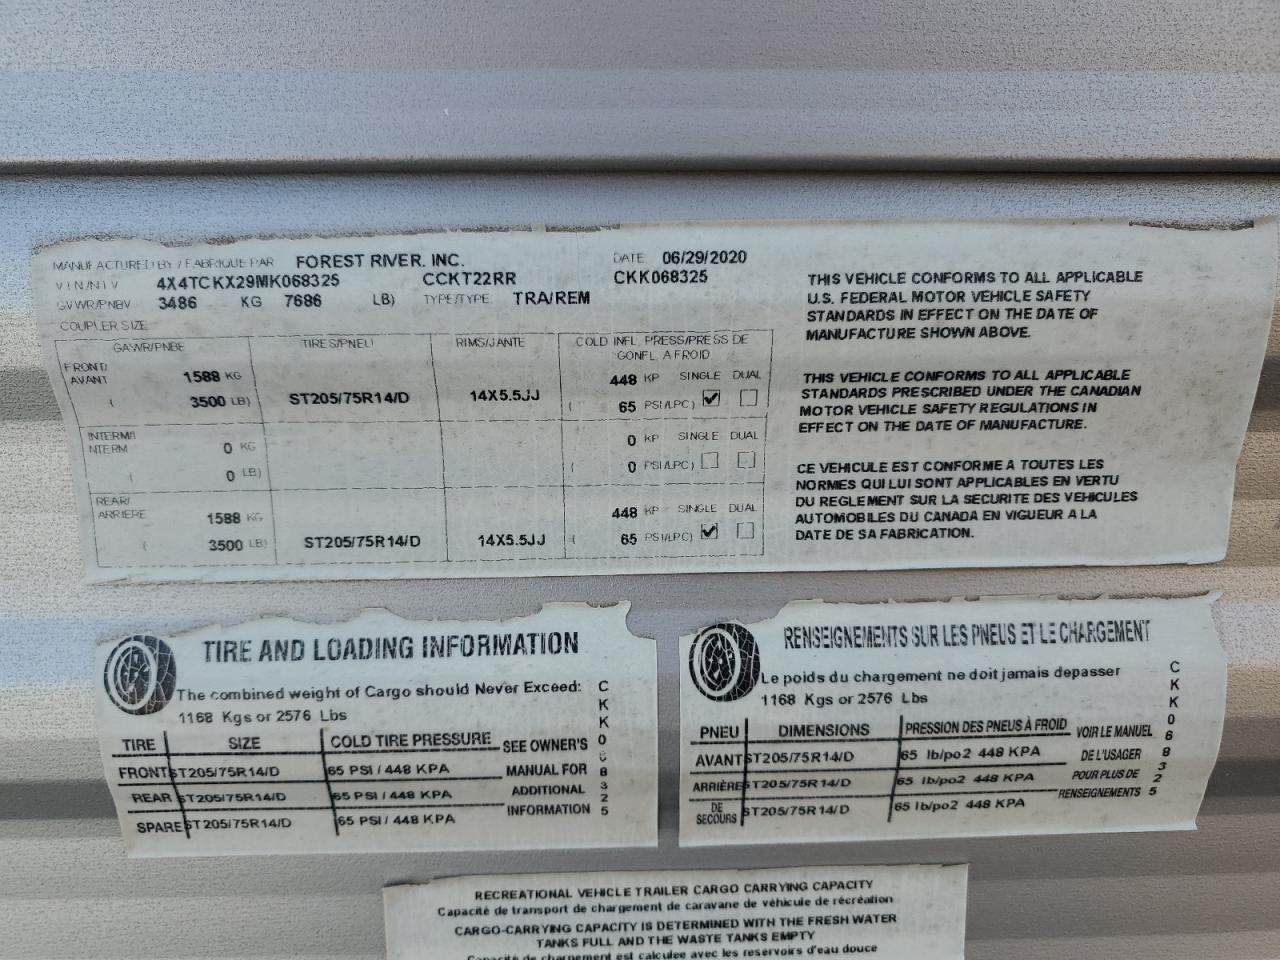 MANUFACTURED BY / FABRIQUE PAR FOREST RIVER, INC. DATE 06/29/2020
V I N/N I V 4X4TCKX29MK068325 CCKT22RR CKK068325
GVWR/PNBV 3486 KG 7686 LB) TYPE/TYPE TRA/REM
COUPLER SIZE
GAWR/PNBE TIRES/PNEU RIMS/JANTE COLD INFL. PRESS/PRESS DE
GONFL. A FROID
FRONT/
AVANT 1588 KG 448 KP SINGLE DUAL
( 3500 LB) ST205/75R14/D 14X5.5JJ ( 65 PSI/LPC)
INTERM/I
NTERM 0 KG 0 KP SINGLE DUAL
( 0 LB) ( 0 PSI/LPC)
REAR/
ARRIERE 1588 KG 448 KP SINGLE DUAL
( 3500 LB) ST205/75R14/D 14X5.5JJ ( 65 PSI/LPC)
THIS VEHICLE CONFORMS TO ALL APPLICABLE
U.S. FEDERAL MOTOR VEHICLE SAFETY
STANDARDS IN EFFECT ON THE DATE OF
MANUFACTURE SHOWN ABOVE.
THIS VEHICLE CONFORMS TO ALL APPLICABLE
STANDARDS PRESCRIBED UNDER THE CANADIAN
MOTOR VEHICLE SAFETY REGULATIONS IN
EFFECT ON THE DATE OF MANUFACTURE.
CE VEHICULE EST CONFORME A TOUTES LES
NORMES QUI LUI SONT APPLICABLES EN VERTU
DU REGLEMENT SUR LA SECURITE DES VEHICULES
AUTOMOBILES DU CANADA EN VIGUEUR A LA
DATE DE SA FABRICATION.
TIRE AND LOADING INFORMATION
The combined weight of Cargo should Never Exceed:
1168 Kgs or 2576 Lbs
TIRE SIZE COLD TIRE PRESSURE SEE OWNER'S
FRONT ST205/75R14/D 65 PSI / 448 KPA MANUAL FOR
REAR ST205/75R14/D 65 PSI / 448 KPA ADDITIONAL
SPARE ST205/75R14/D 65 PSI / 448 KPA INFORMATION
CKK068325
RENSEIGNEMENTS SUR LES PNEUS ET LE CHARGEMENT
Le poids du chargement ne doit jamais depasser
1168 Kgs or 2576 Lbs
PNEU DIMENSIONS PRESSION DES PNEUS À FROID VOIR LE MANUEL
AVANT ST205/75R14/D 65 lb/po2 448 KPA DE L'USAGER
ARRIÈRE ST205/75R14/D 65 lb/po2 448 KPA POUR PLUS DE
DE
SECOURS ST205/75R14/D 65 lb/po2 448 KPA RENSEIGNEMENTS
CKK068325
RECREATIONAL VEHICLE TRAILER CARGO CARRYING CAPACITY
Capacité de transport de chargement de caravane de véhicule de récréation
CARGO-CARRYING CAPACITY IS DETERMINED WITH THE FRESH WATER
TANKS FULL AND THE WASTE TANKS EMPTY
Capacité de chargement est calculee avec les reservoirs d'eau douce